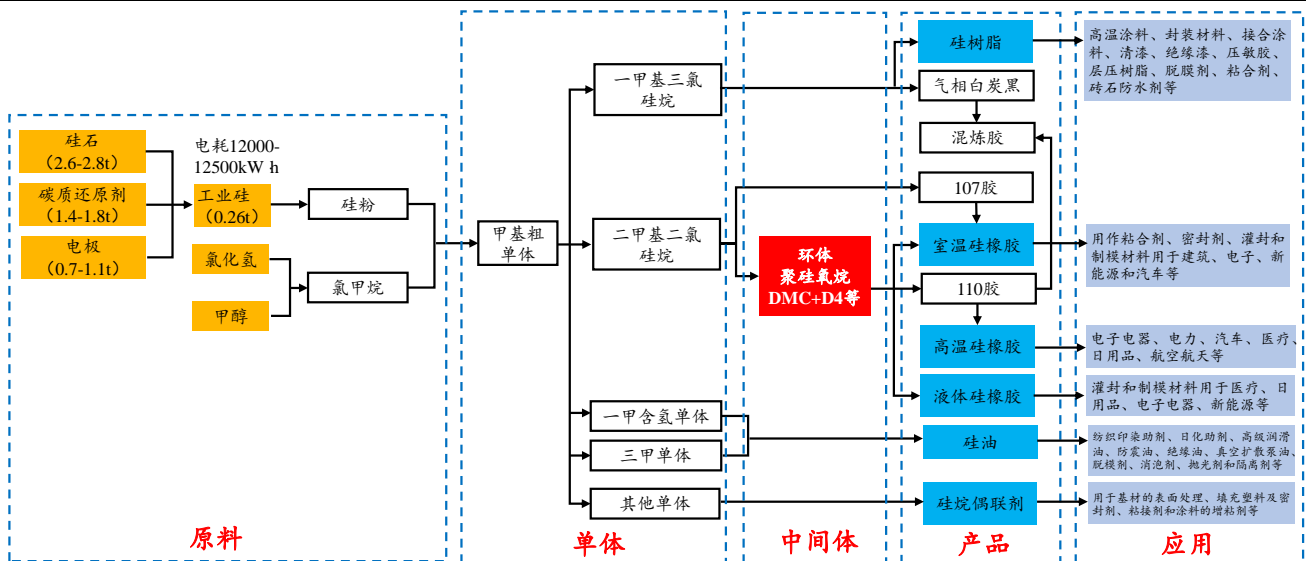 硅石
（2.6-2.8t）
碳质还原剂
（1.4-1.8t）
电极
（0.7-1.1t）
电耗12000-
12500kW h
工业硅
（0.26t）
氯化氢
甲醇
硅粉
氯甲烷
原料
甲基粗
单体
一甲基三氯
硅烷
二甲基二氯
硅烷
一甲含氢单体
三甲单体
其他单体
单体
环体
聚硅氧烷
DMC+D4等
中间体
硅树脂
气相白炭黑
混炼胶
107胶
室温硅橡胶
110胶
高温硅橡胶
液体硅橡胶
硅油
硅烷偶联剂
产品
高温涂料、封装材料、接合涂
料、清漆、绝缘漆、压敏胶、
层压树脂、脱膜剂、粘合剂、
砖石防水剂等
用作粘合剂、密封剂、灌封和
制模材料用于建筑、电子、新
能源和汽车等
电子电器、电力、汽车、医疗、
日用品、航空航天等
灌封和制模材料用于医疗、日
用品、电子电器、新能源等
纺织印染助剂、日化助剂、高级润滑
油、防震油、绝缘油、真空扩散泵油、
脱模剂、消泡剂、抛光剂和隔离剂等
用于基材的表面处理、填充塑料及密
封剂、粘接剂和涂料的增粘剂等
应用